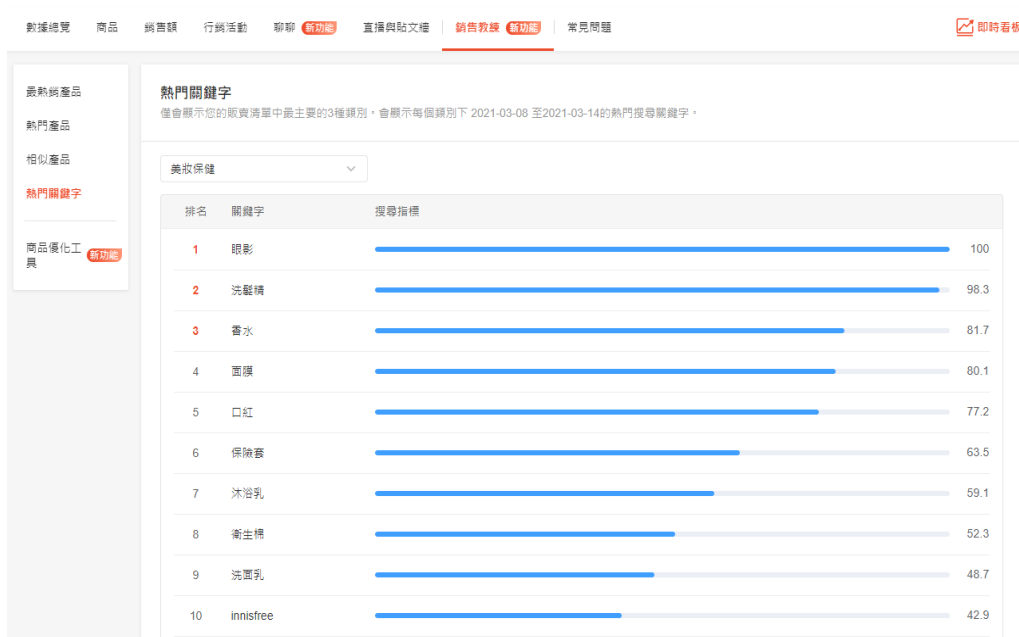 數據總覽 商品 銷售額 行銷活動 聊聊 新功能 直播與貼文牆 銷售教練 新功能 常見問題 即時看板
最熱銷產品
熱門產品
相似產品
熱門關鍵字
商品優化工具 新功能
熱門關鍵字
僅會顯示您的販賣清單中最主要的3種類別。會顯示每個類別下 2021-03-08 至2021-03-14的熱門搜尋關鍵字。
美妝保健
排名 關鍵字 搜尋指標
1 眼影 100
2 洗髮精 98.3
3 香水 81.7
4 面膜 80.1
5 口紅 77.2
6 保險套 63.5
7 沐浴乳 59.1
8 衛生棉 52.3
9 洗面乳 48.7
10 innisfree 42.9